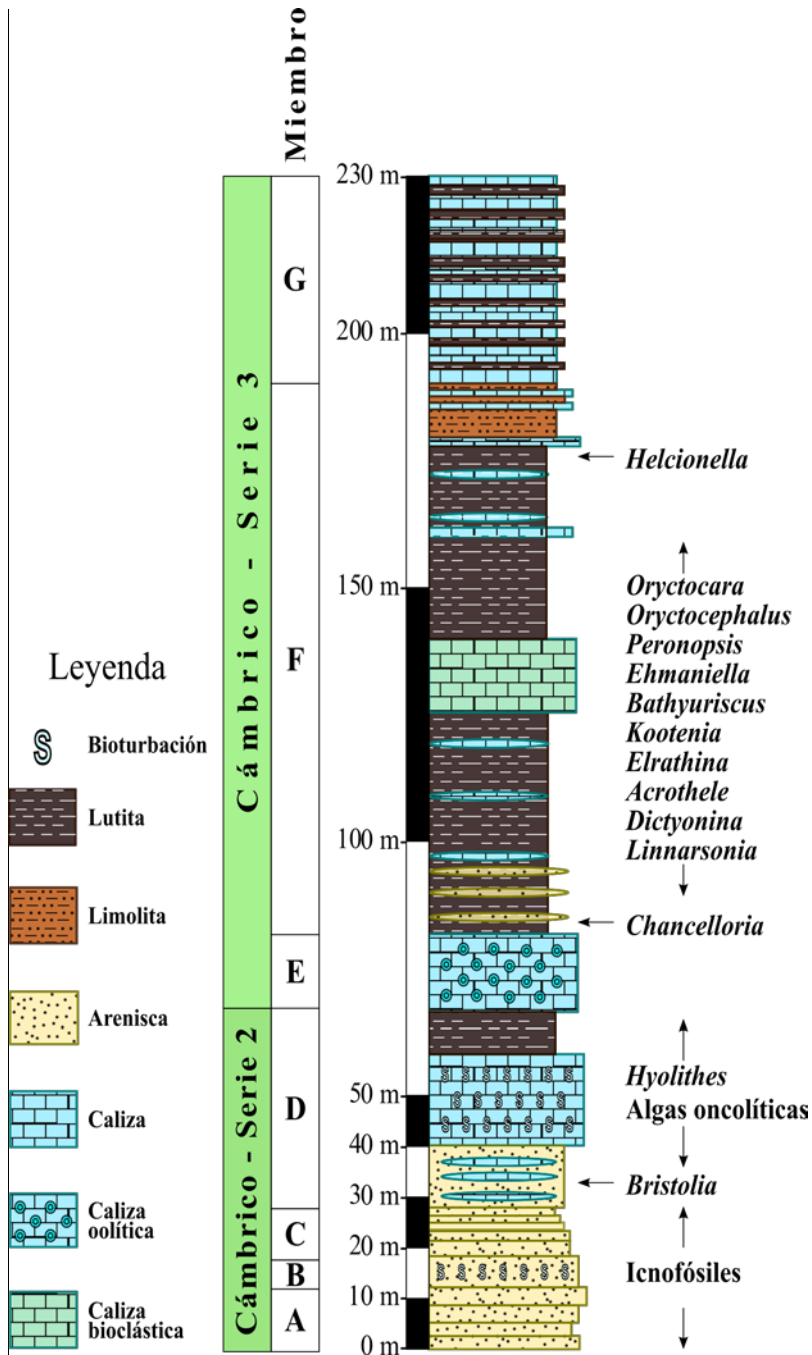 Miembro
230 m
G
200 m
Helcionella
Cámbrico - Serie 3
150 m
Oryctocara
Oryctocephalus
Peronopsis
Ehmaniella
Bathyuriscus
Kootenia
Elrathina
Acrothele
Dictyonina
Linnarsonia
F
100 m
Chancelloria
E
Cámbrico - Serie 2
D
50 m
Hyolithes
Algas oncolíticas
40 m
Bristolia
30 m
C
20 m
B
Icnofósiles
10 m
A
0 m
Leyenda
Bioturbación
Lutita
Limolita
Arenisca
Caliza
Caliza
oolítica
Caliza
bioclástica